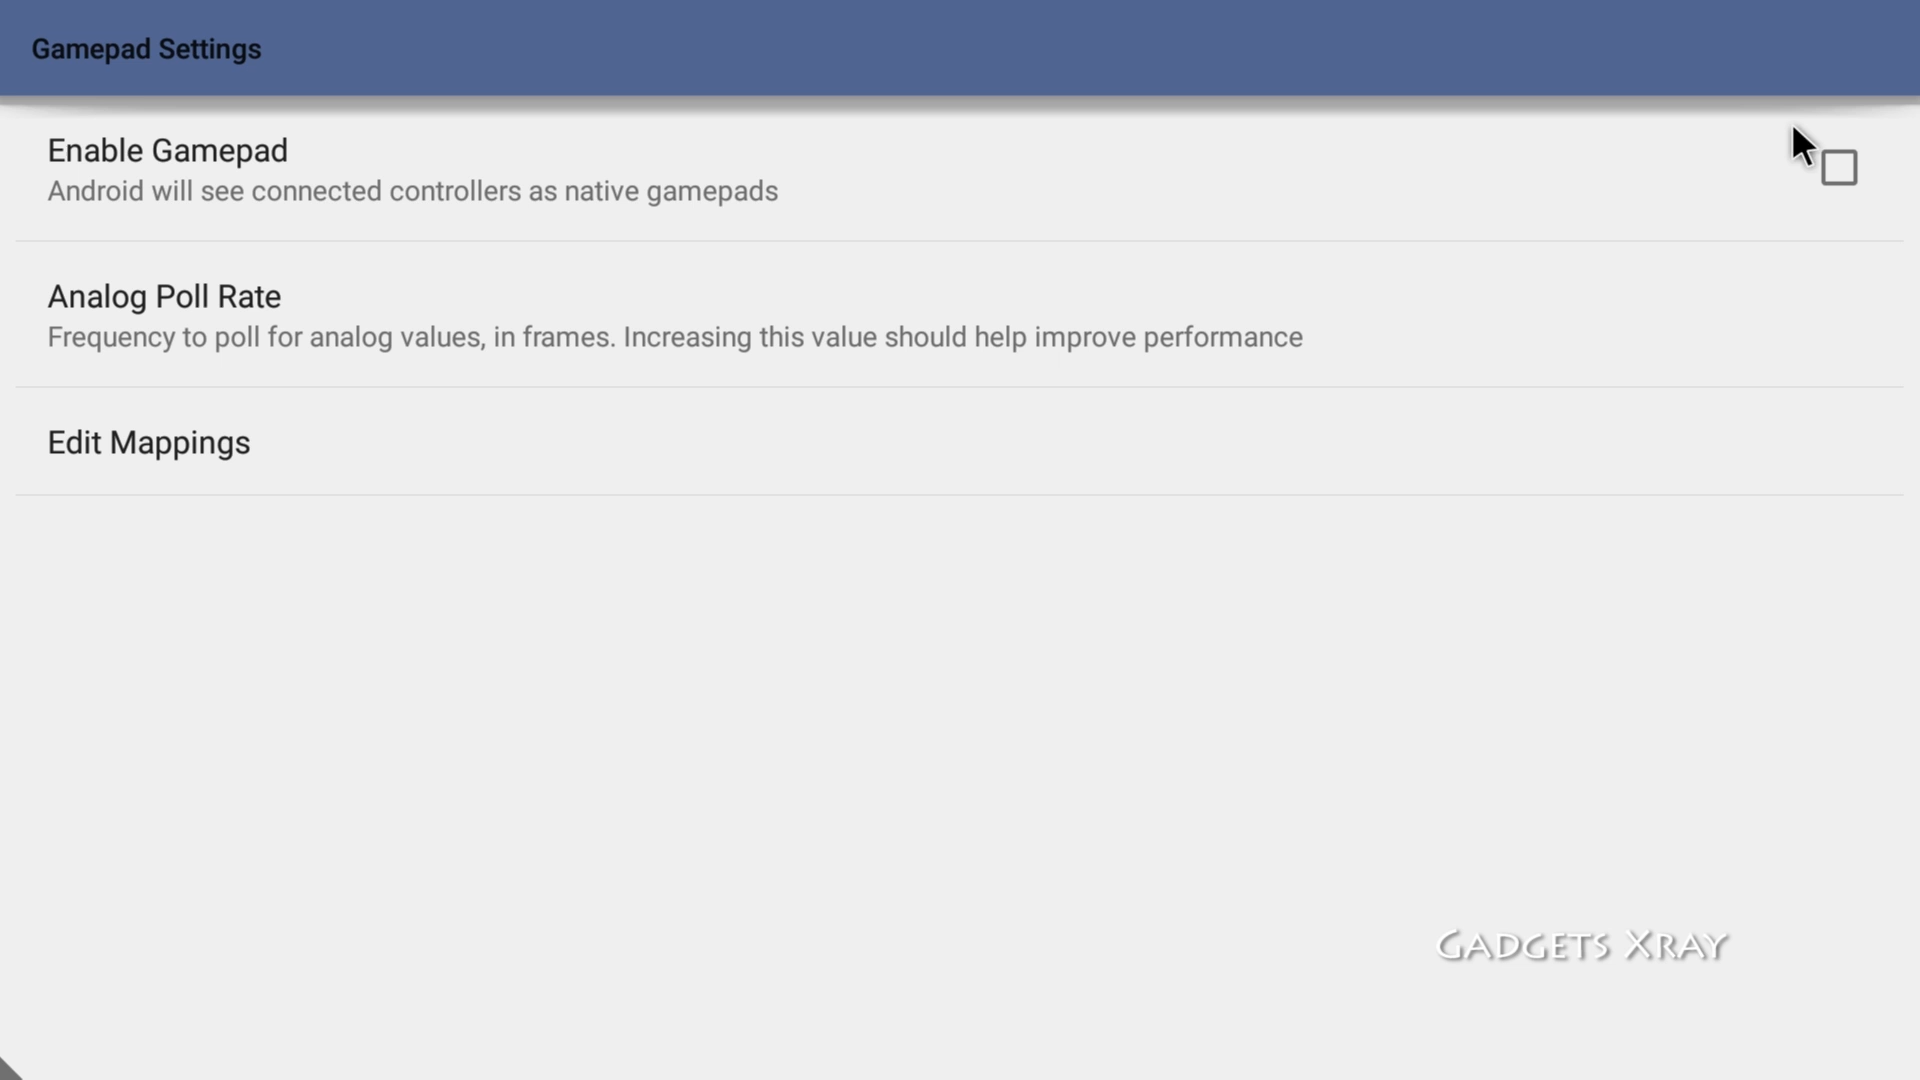 Gamepad Settings
Enable Gamepad
Android will see connected controllers as native gamepads
Analog Poll Rate
Frequency to poll for analog values, in frames. Increasing this value should help improve performance
Edit Mappings
Gadgets Xray